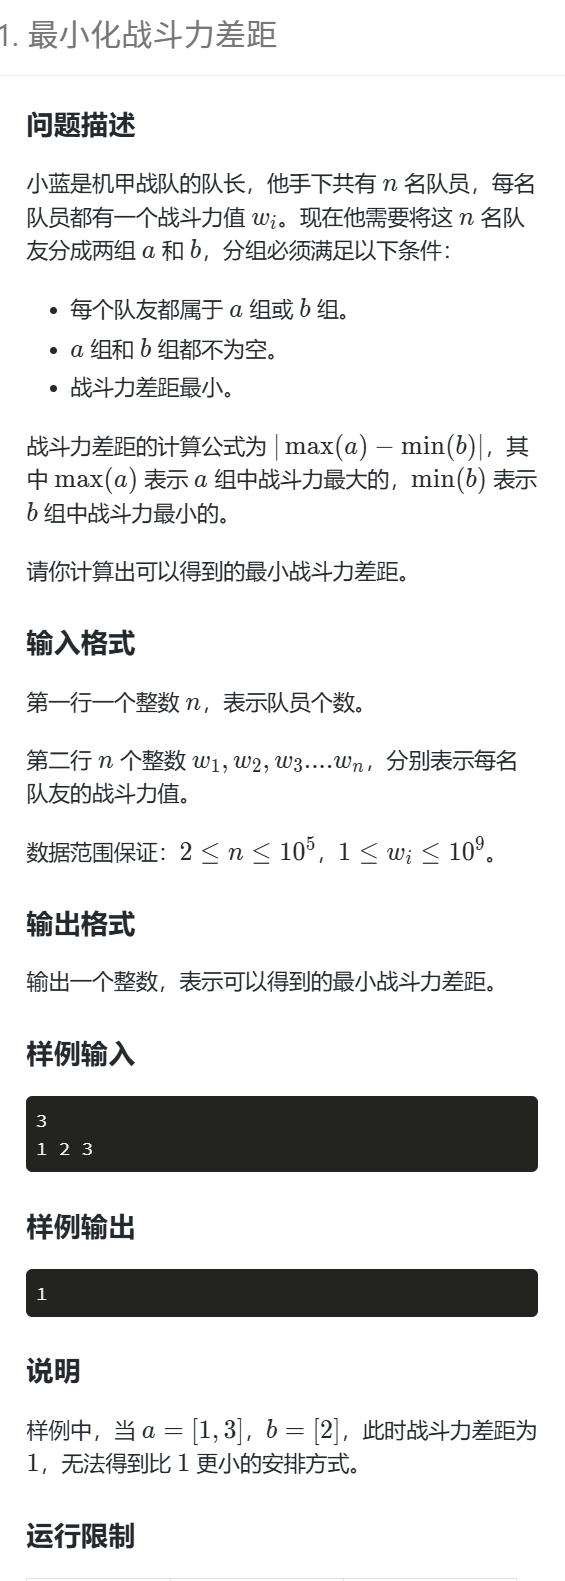 1. 最小化战斗力差距
问题描述
小蓝是机甲战队的队长，他手下共有 n 名队员，每名
队员都有一个战斗力值 w_i。现在他需要将这 n 名队
友分成两组 a 和 b，分组必须满足以下条件：
• 每个队友都属于 a 组或 b 组。
• a 组和 b 组都不为空。
• 战斗力差距最小。
战斗力差距的计算公式为 | max(a) − min(b)|，其
中 max(a) 表示 a 组中战斗力最大的，min(b) 表示
b 组中战斗力最小的。
请你计算出可以得到的最小战斗力差距。
输入格式
第一行一个整数 n，表示队员个数。
第二行 n 个整数 w₁, w₂, w₃....wₙ，分别表示每名
队友的战斗力值。
数据范围保证：2 ≤ n ≤ 10⁵，1 ≤ w_i ≤ 10⁹。
输出格式
输出一个整数，表示可以得到的最小战斗力差距。
样例输入
3
1 2 3
样例输出
1
说明
样例中，当 a = [1, 3]，b = [2]，此时战斗力差距为
1，无法得到比 1 更小的安排方式。
运行限制